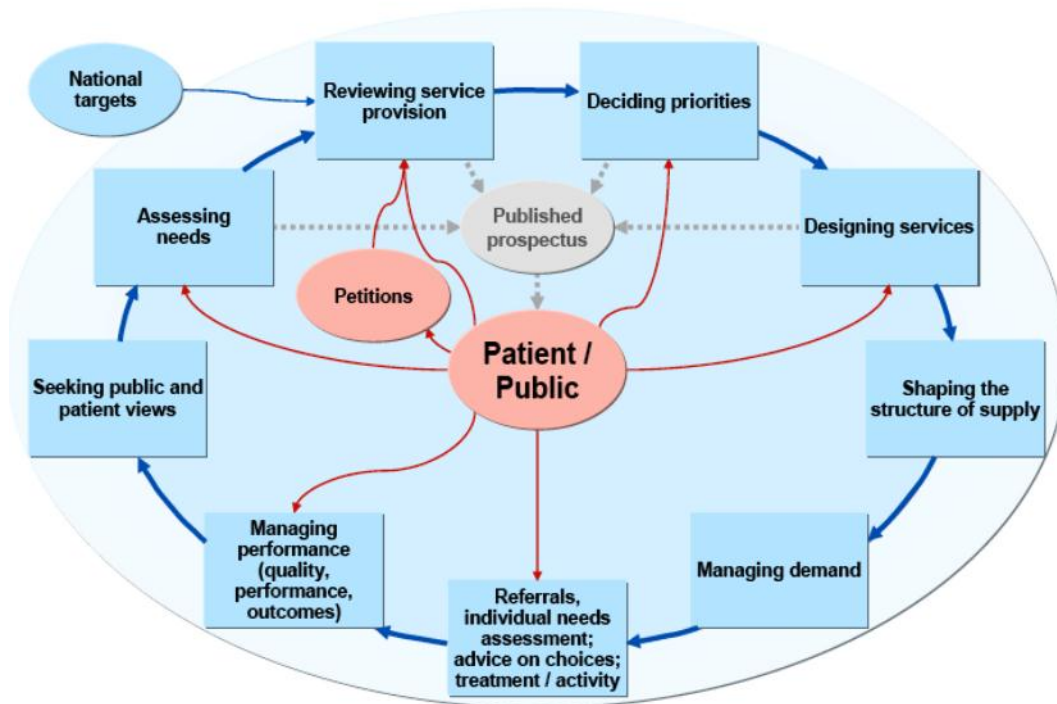 National
targets
Reviewing service
provision
Deciding priorities
Assessing
needs
Published
prospectus
Designing services
Petitions
Patient /
Public
Seeking public and
patient views
Shaping the
structure of supply
Managing
performance
(quality,
performance,
outcomes)
Managing demand
Referrals,
individual needs
assessment;
advice on choices;
treatment / activity